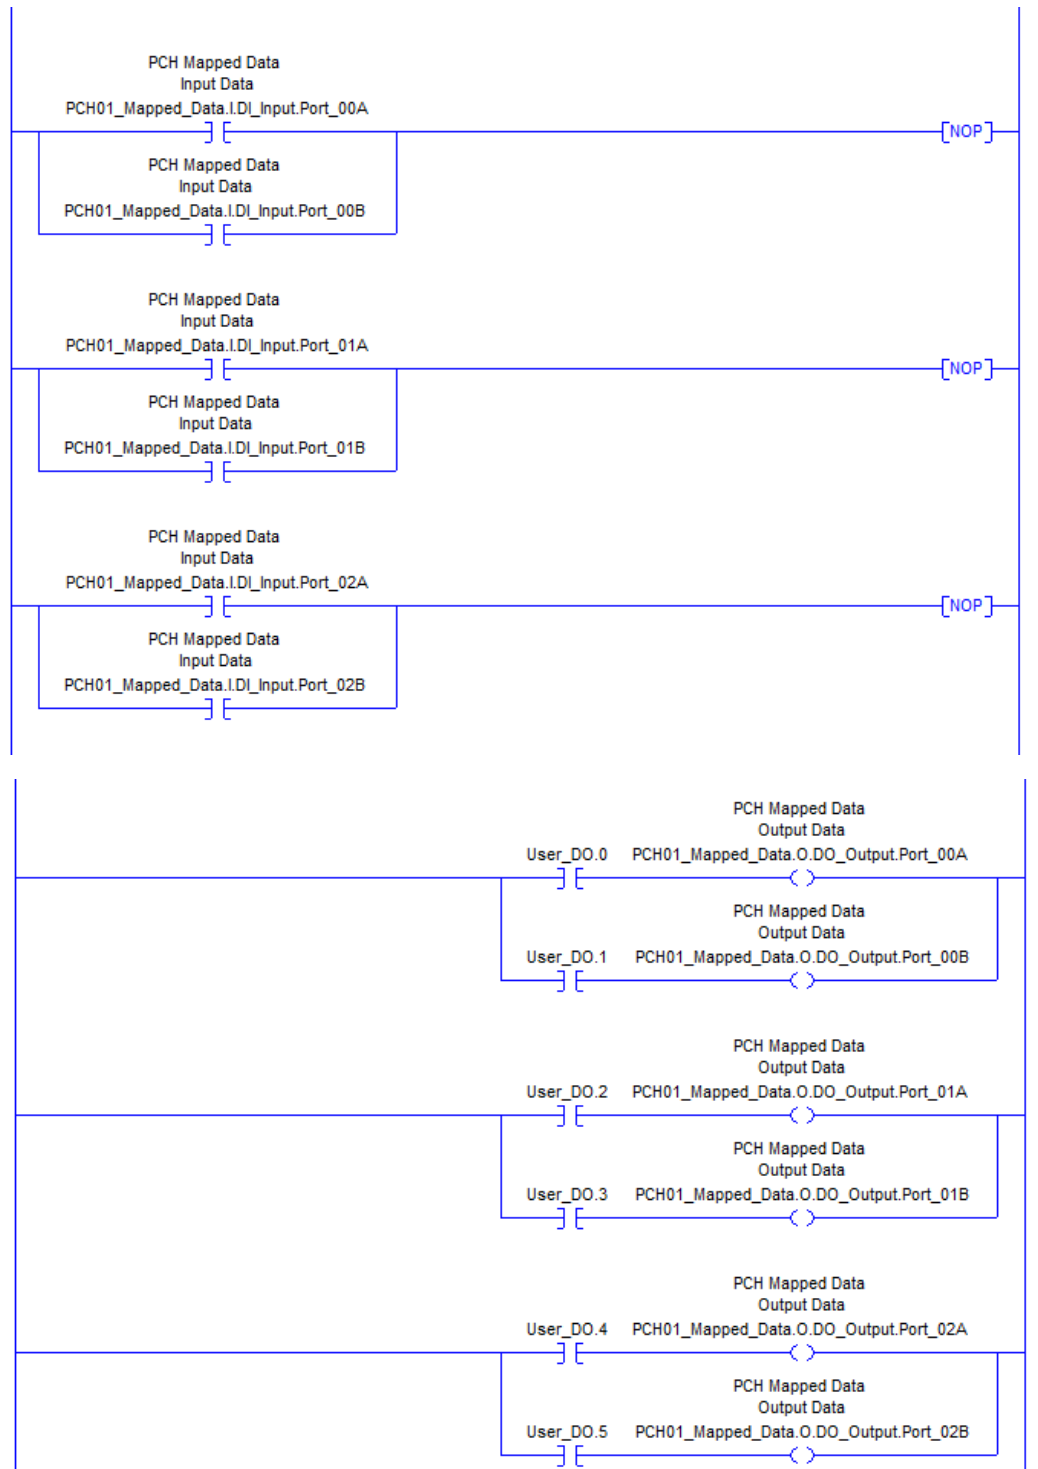 PCH Mapped Data
Input Data
PCH01_Mapped_Data.I.DI_Input.Port_00A
NOP
PCH Mapped Data
Input Data
PCH01_Mapped_Data.I.DI_Input.Port_00B
PCH Mapped Data
Input Data
PCH01_Mapped_Data.I.DI_Input.Port_01A
NOP
PCH Mapped Data
Input Data
PCH01_Mapped_Data.I.DI_Input.Port_01B
PCH Mapped Data
Input Data
PCH01_Mapped_Data.I.DI_Input.Port_02A
NOP
PCH Mapped Data
Input Data
PCH01_Mapped_Data.I.DI_Input.Port_02B
PCH Mapped Data
Output Data
User_DO.0 PCH01_Mapped_Data.O.DO_Output.Port_00A
PCH Mapped Data
Output Data
User_DO.1 PCH01_Mapped_Data.O.DO_Output.Port_00B
PCH Mapped Data
Output Data
User_DO.2 PCH01_Mapped_Data.O.DO_Output.Port_01A
PCH Mapped Data
Output Data
User_DO.3 PCH01_Mapped_Data.O.DO_Output.Port_01B
PCH Mapped Data
Output Data
User_DO.4 PCH01_Mapped_Data.O.DO_Output.Port_02A
PCH Mapped Data
Output Data
User_DO.5 PCH01_Mapped_Data.O.DO_Output.Port_02B